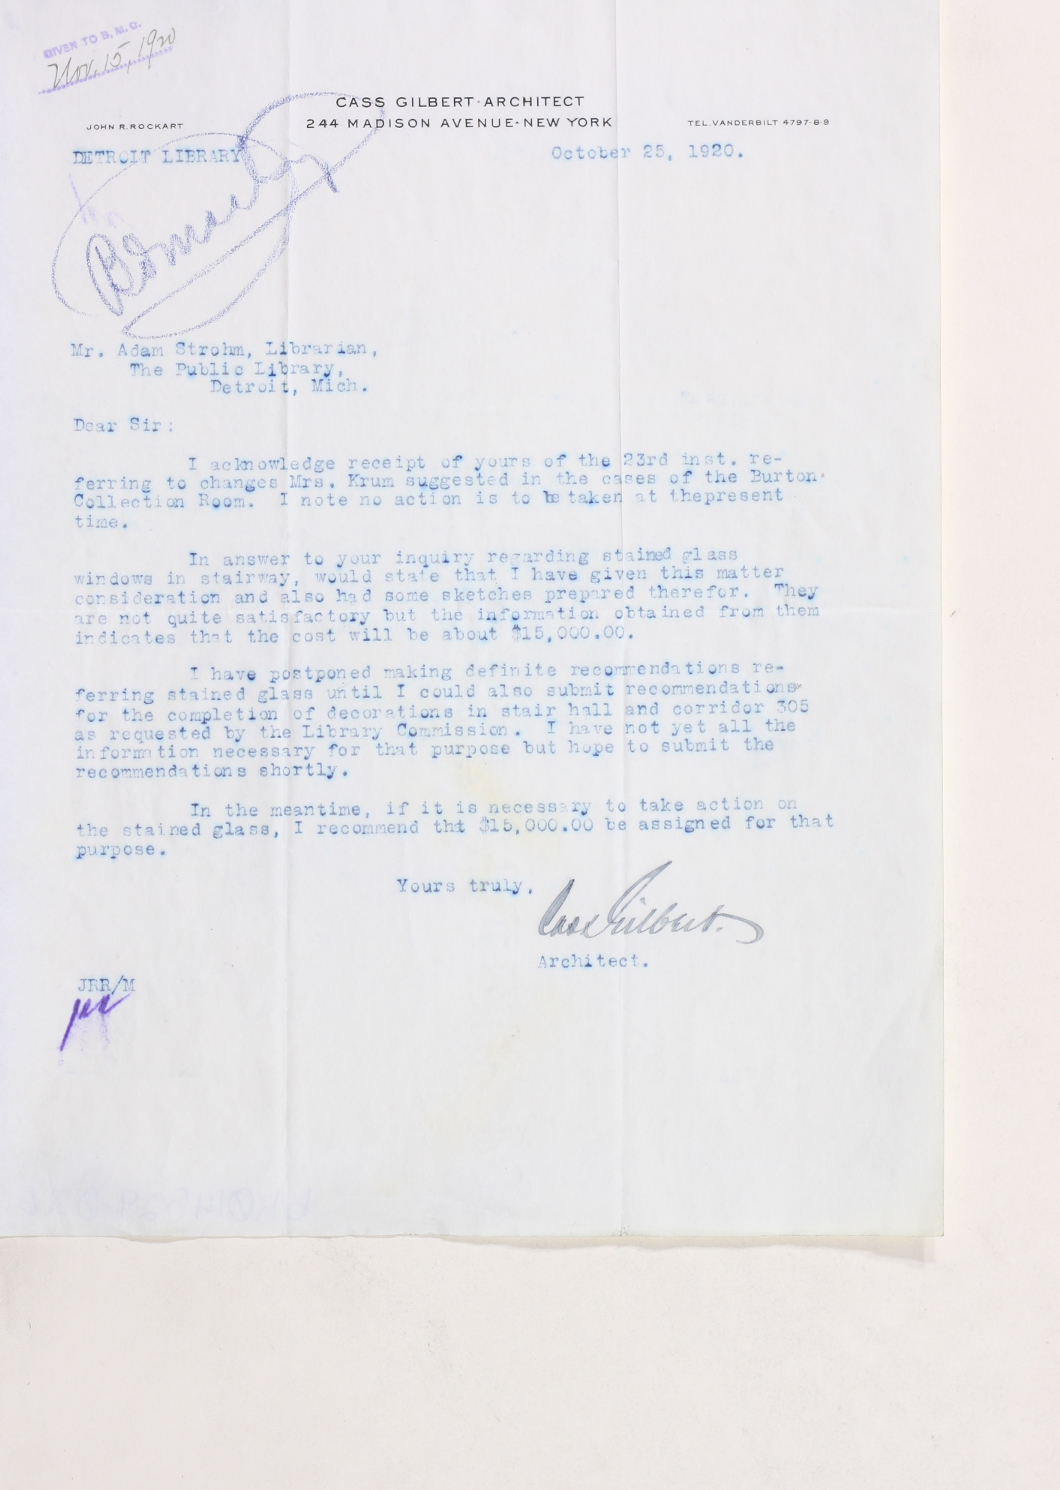 GIVEN TO B. M. C.
Nov. 15, 1920
CASS GILBERT·ARCHITECT
JOHN R. ROCKART 244 MADISON AVENUE·NEW YORK TEL. VANDERBILT 4797-8-9
DETROIT LIBRARY October 25, 1920.
Mr. Adam Strohm, Librarian,
The Public Library,
Detroit, Mich.
Dear Sir:
I acknowledge receipt of yours of the 23rd inst. re-
ferring to changes Mrs. Krum suggested in the cases of the Burton
Collection Room. I note no action is to be taken at thepresent
time.
In answer to your inquiry regarding stained glass
windows in stairway, would state that I have given this matter
consideration and also had some sketches prepared therefor. They
are not quite satisfactory but the information obtained from them
indicates that the cost will be about $15,000.00.
I have postponed making definite recommendations re-
ferring stained glass until I could also submit recommendations
for the completion of decorations in stair hall and corridor 305
as requested by the Library Commission. I have not yet all the
information necessary for that purpose but hope to submit the
recommendations shortly.
In the meantime, if it is necessary to take action on
the stained glass, I recommend tht $15,000.00 be assigned for that
purpose.
Yours truly,
Cass Gilbert.
Architect.
JRR/M